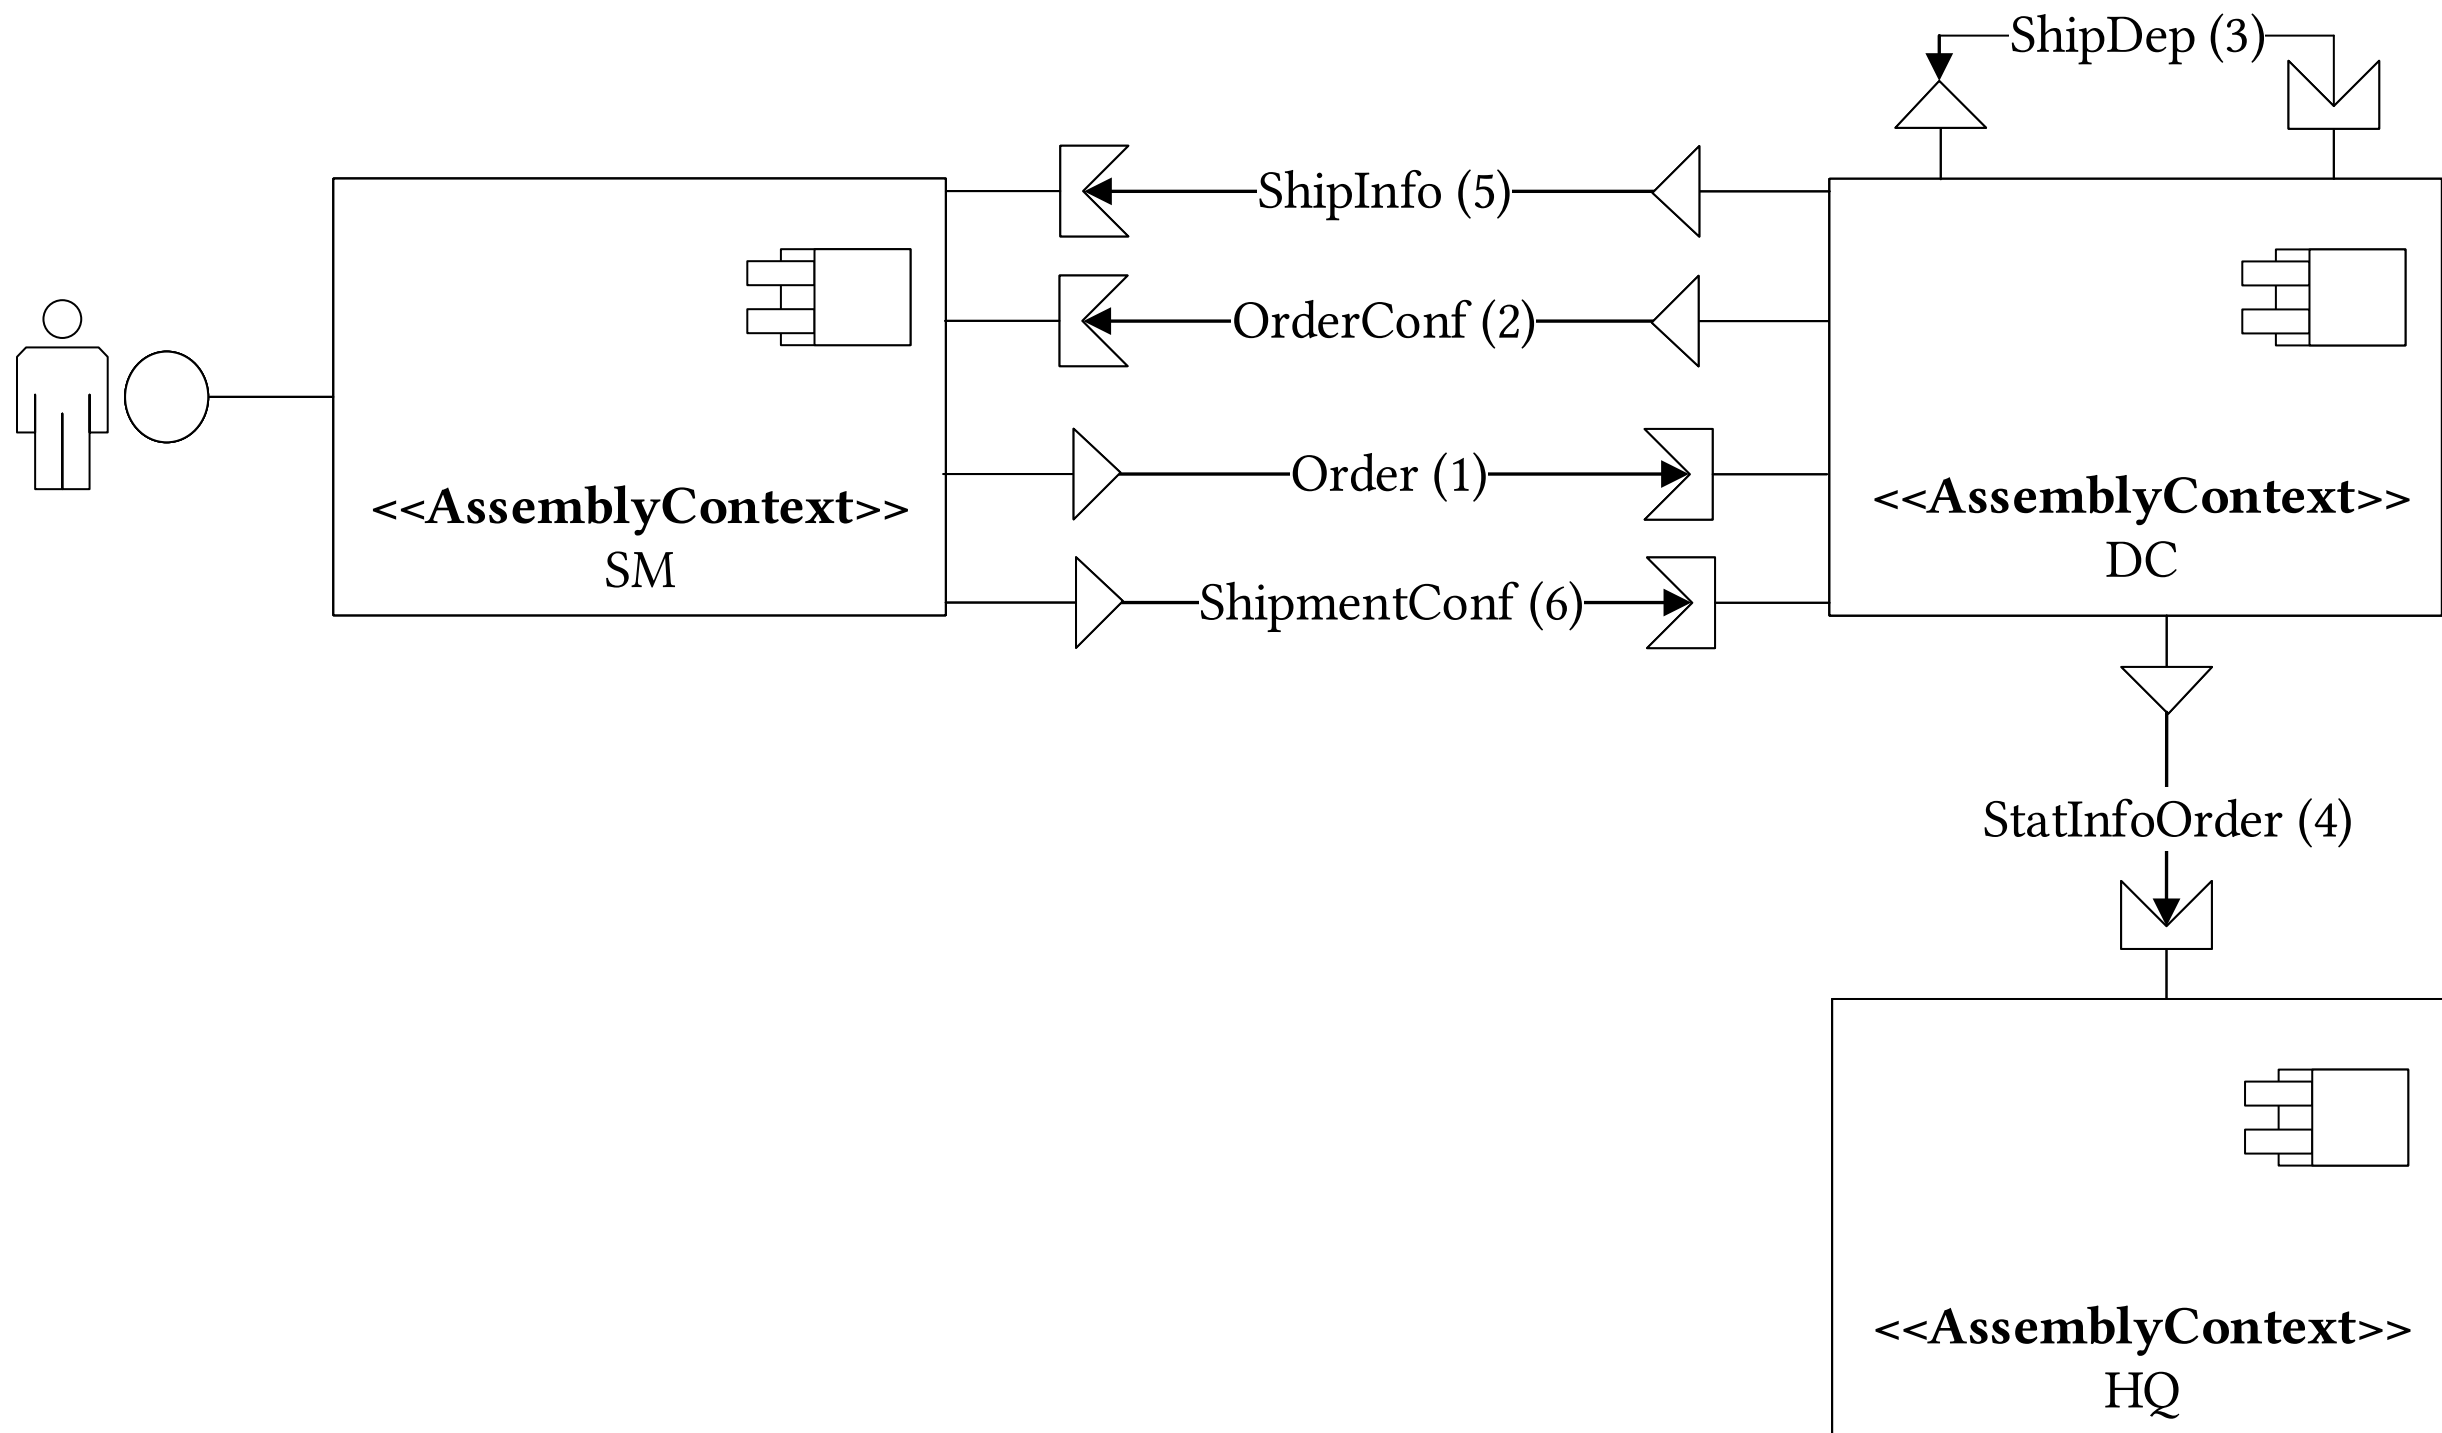 ShipDep (3)
ShipInfo (5)
OrderConf (2)
Order (1)
ShipmentConf (6)
<<AssemblyContext>>
SM
<<AssemblyContext>>
DC
StatInfoOrder (4)
<<AssemblyContext>>
HQ